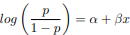 log(p/(1 − p)) = α + βx